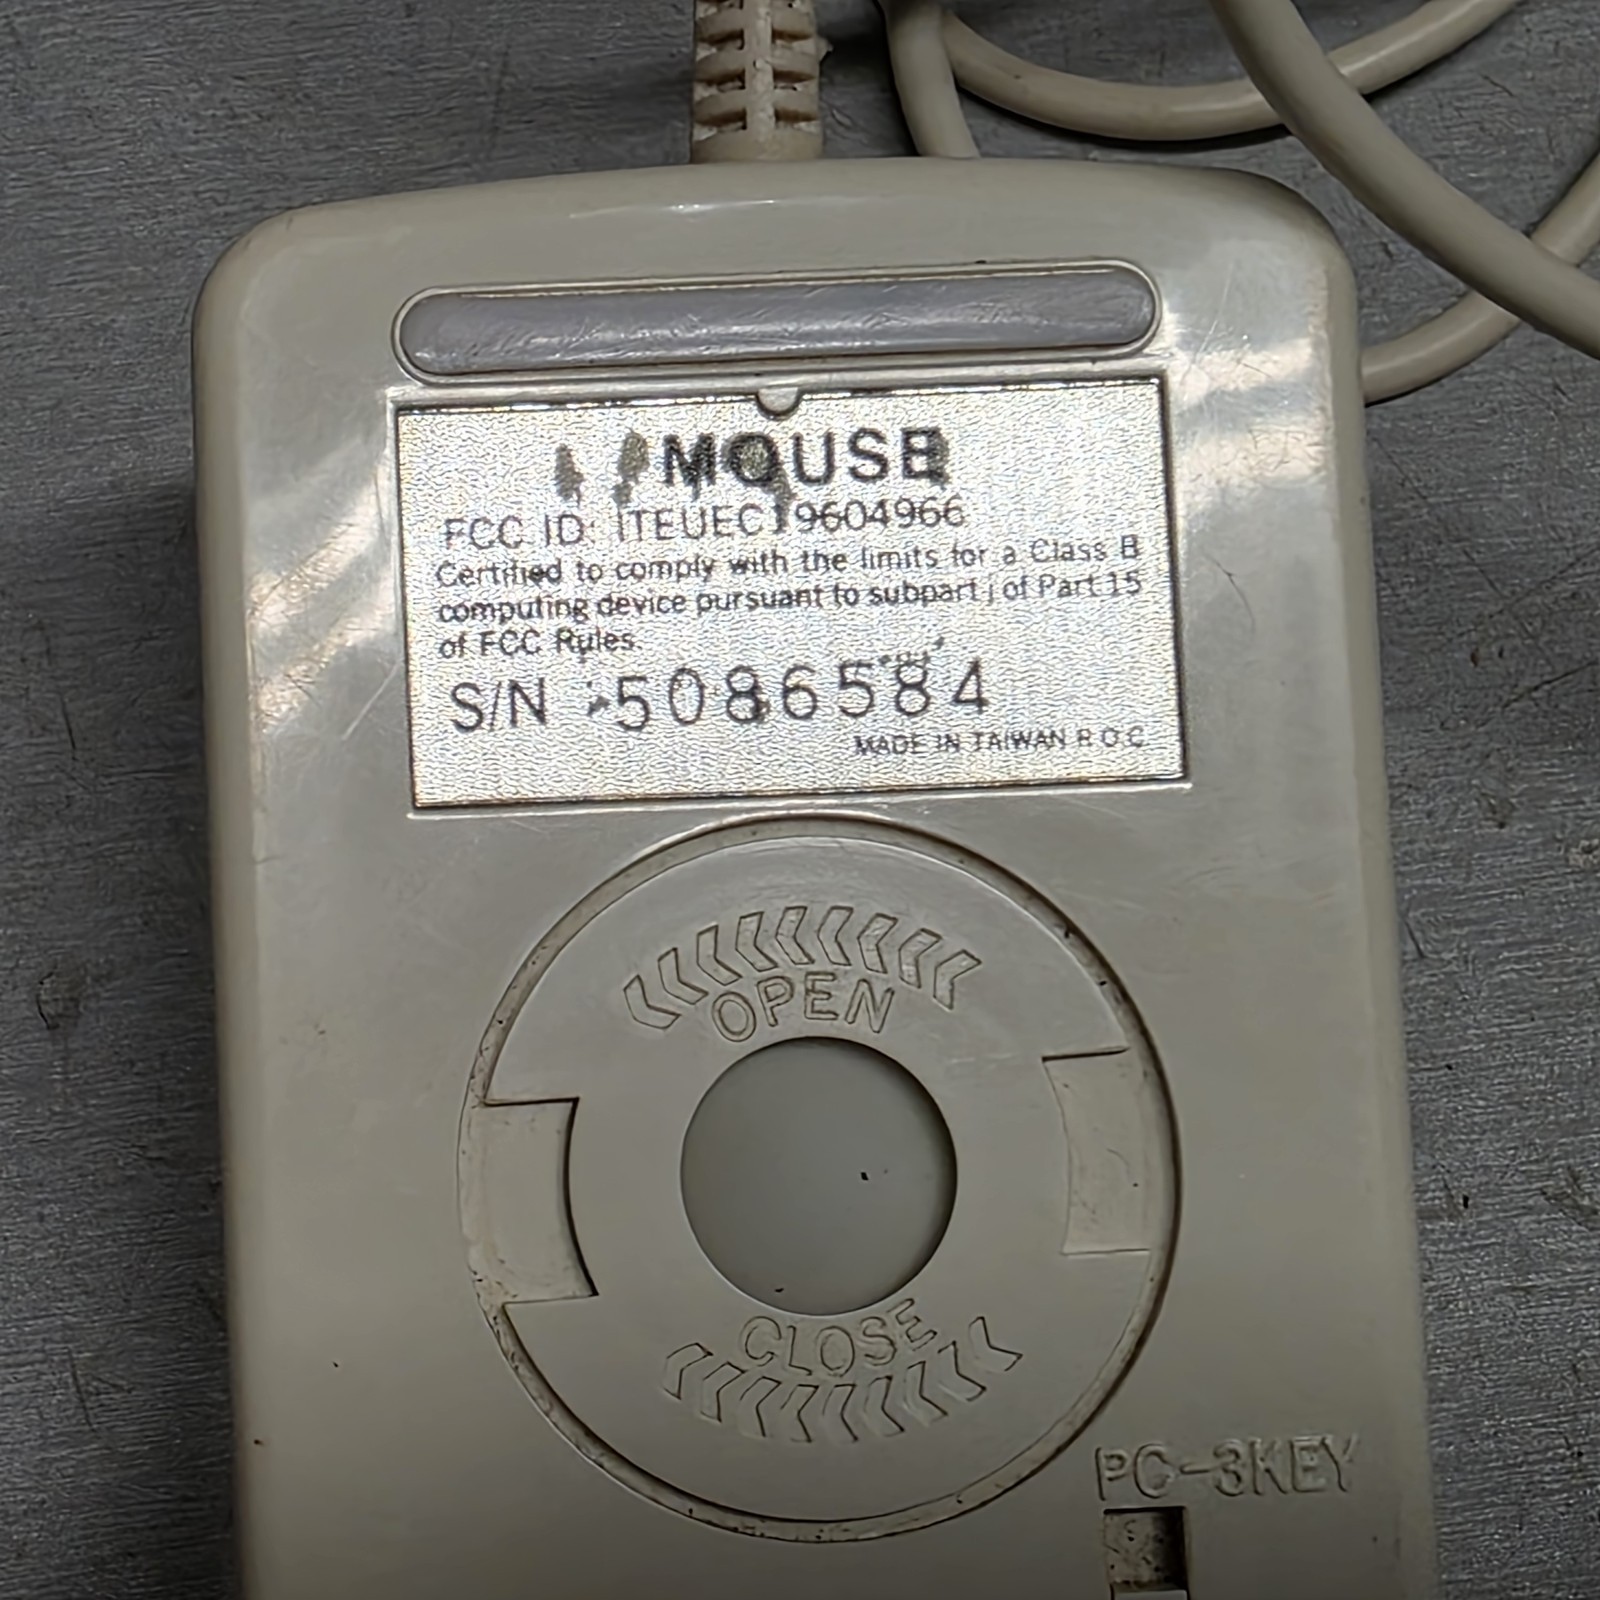 MOUSE
FCC ID: ITEUEC19604966
Certified to comply with the limits for a Class B
computing device pursuant to subpart j of Part 15
of FCC Rules.
S/N : 5086584
MADE IN TAIWAN R.O.C
OPEN
CLOSE
PC-3KEY